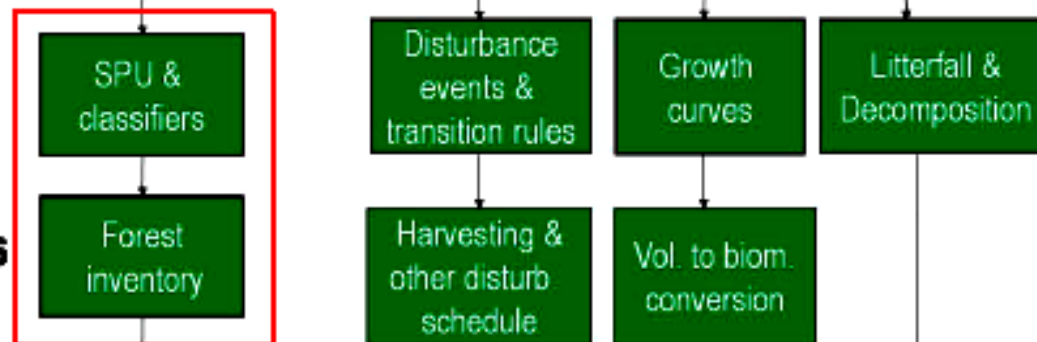 SPU &
classifiers
Forest
inventory
Disturbance
events &
transition rules
Harvesting &
other disturb
schedule
Growth
curves
Vol. to biom.
conversion
Litterfall &
Decomposition